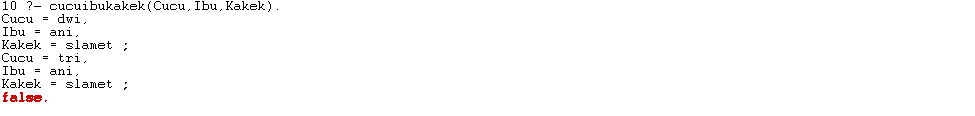 10 ?- cucuibukakek(Cucu,Ibu,Kakek).
Cucu = dwi,
Ibu = ani,
Kakek = slamet ;
Cucu = tri,
Ibu = ani,
Kakek = slamet ;
false.